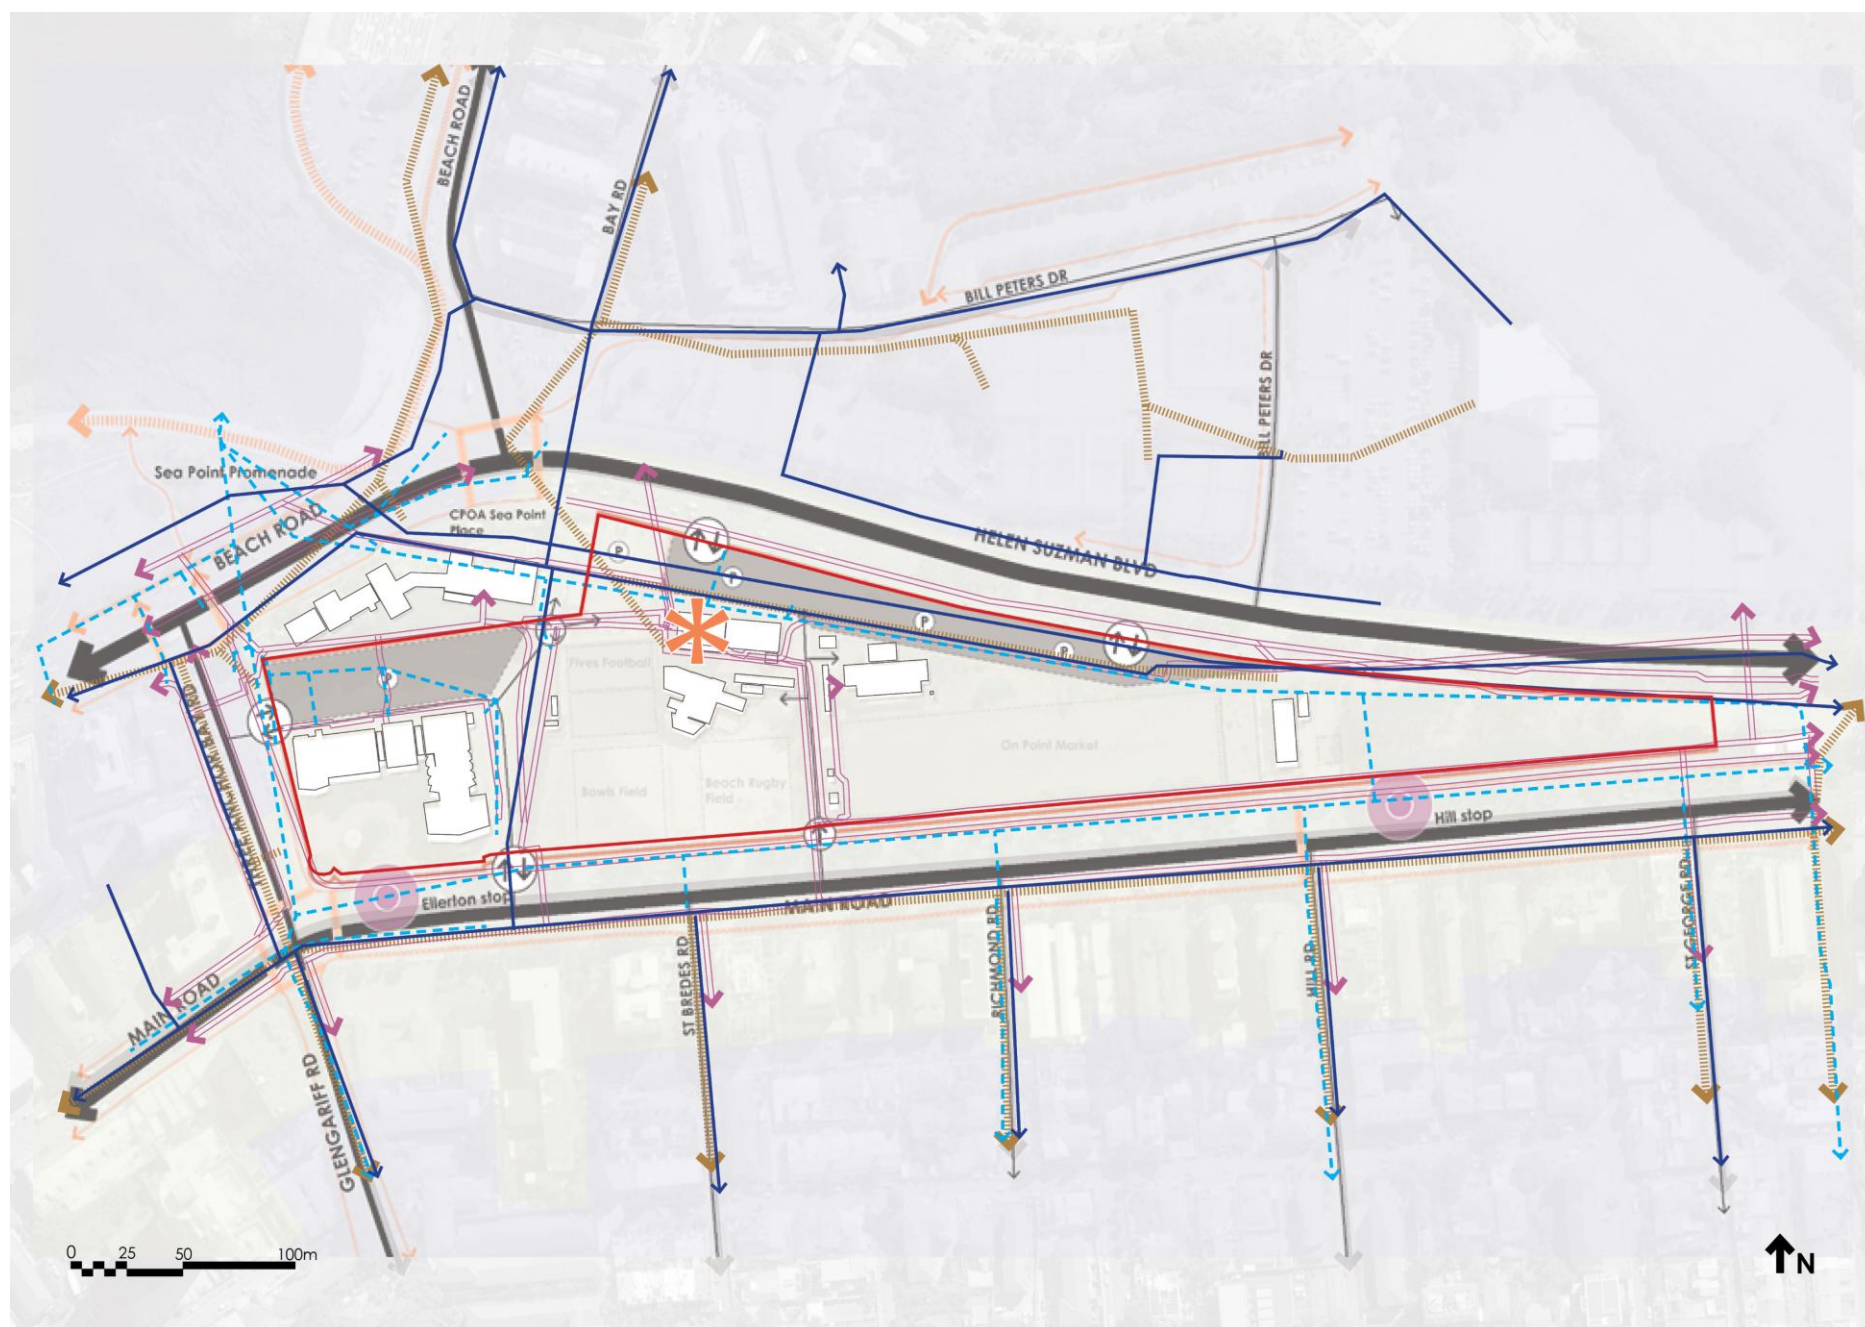 BEACH ROAD
BAY RD
BILL PETERS DR
BILL PETERS DR
Sea Point Promenade
BEACH ROAD
CPOA Sea Point
Place
P
HELEN SUZMAN BLVD
P
P
P
P
Fives Football
On Point Market
Bowls Field
Beach Rugby
Field
Hill stop
Ellerton stop
MAIN ROAD
MAIN ROAD
GLENGARIFF RD
ST BREDES RD
RICHMOND RD
HILL RD
ST GEORGE RD
0 25 50 100m
N